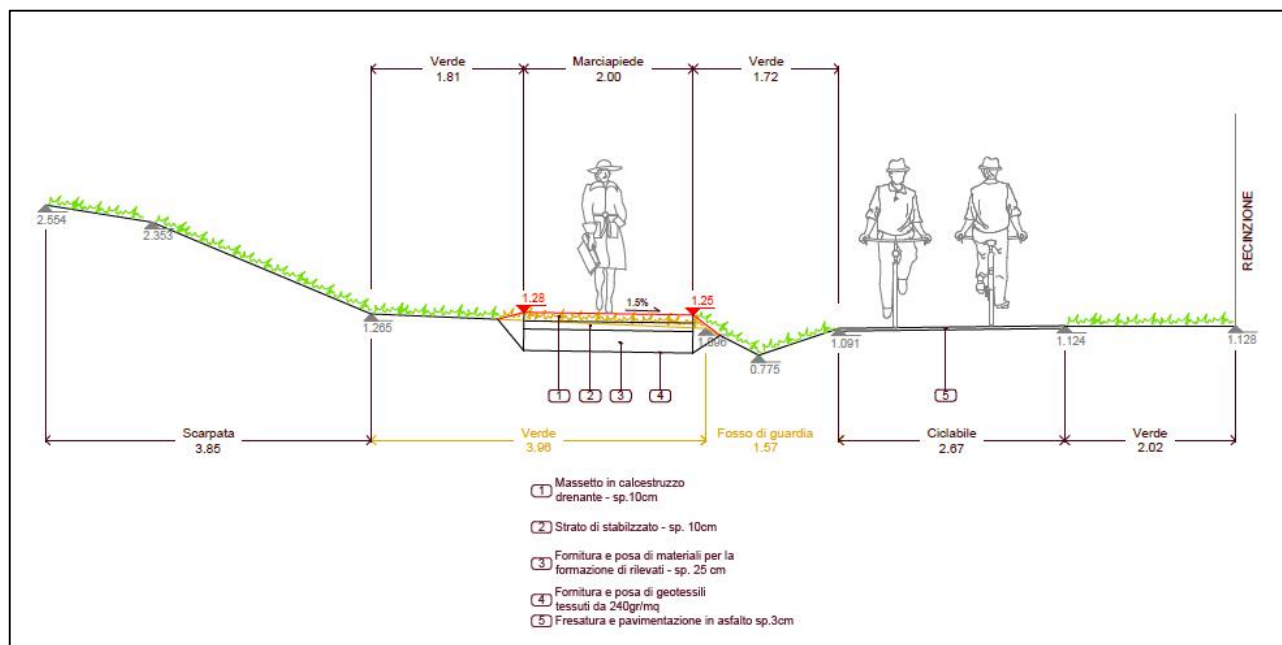 Verde
1.81
Marciapiede
2.00
Verde
1.72
2.554
2.353
1.265
1.28
1.5%
1.25
1.096
0.775
1.091
1.124
1.128
RECINZIONE
1
2
3
4
5
Scarpata
3.85
Verde
3.96
Fosso di guardia
1.57
Ciclabile
2.67
Verde
2.02
1 Massetto in calcestruzzo
drenante - sp.10cm
2 Strato di stabilzzato - sp. 10cm
3 Fornitura e posa di materiali per la
formazione di rilevati - sp. 25 cm
4 Fornitura e posa di geotessili
tessuti da 240gr/mq
5 Fresatura e pavimentazione in asfalto sp.3cm